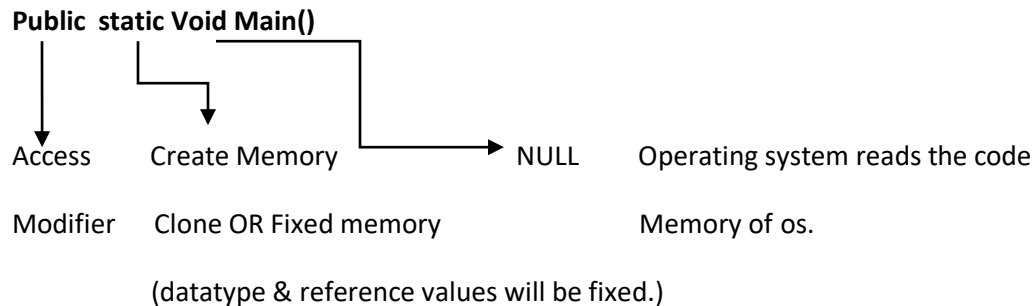 Public static Void Main()
Access Create Memory NULL Operating system reads the code
Modifier Clone OR Fixed memory Memory of os.
(datatype & reference values will be fixed.)